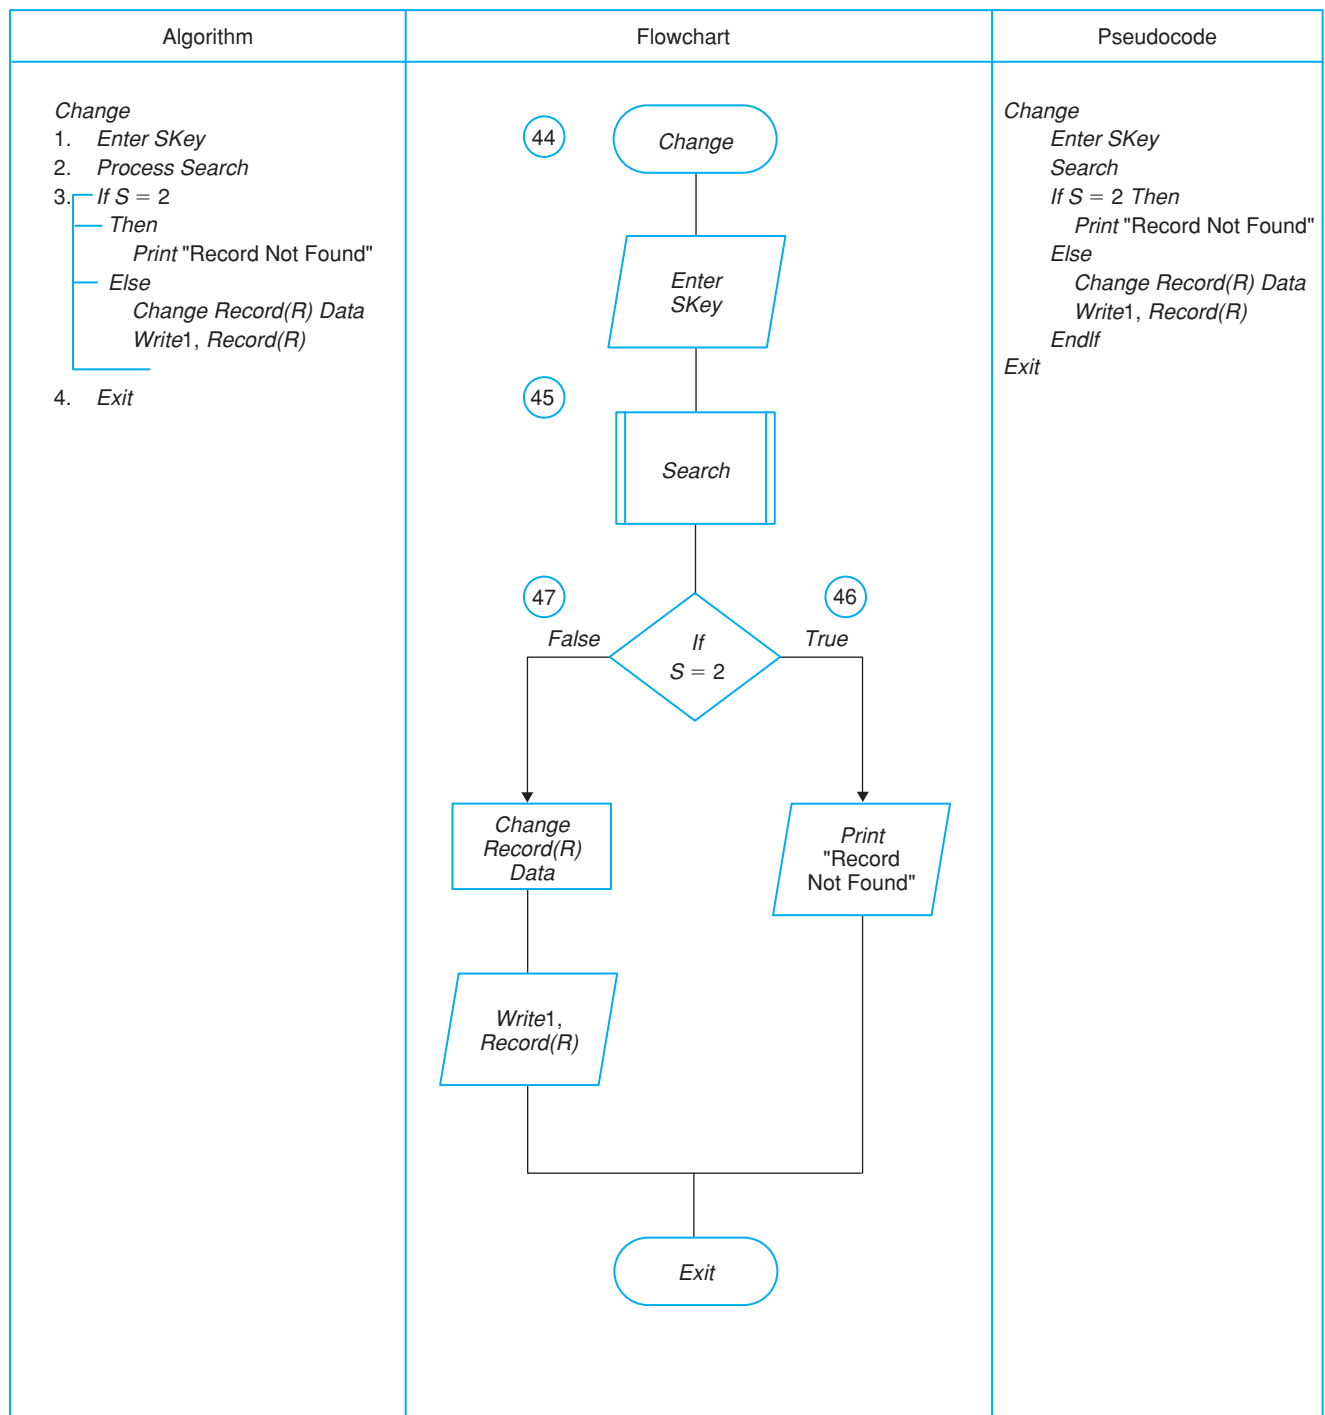 Algorithm
Flowchart
Pseudocode
Change
1. Enter SKey
2. Process Search
3. If S = 2
Then
Print "Record Not Found"
Else
Change Record(R) Data
Write1, Record(R)
4. Exit
44
Change
Enter
SKey
45
Search
47
46
False
If
S = 2
True
Change
Record(R)
Data
Print
"Record
Not Found"
Write1,
Record(R)
Exit
Change
Enter SKey
Search
If S = 2 Then
Print "Record Not Found"
Else
Change Record(R) Data
Write1, Record(R)
EndIf
Exit